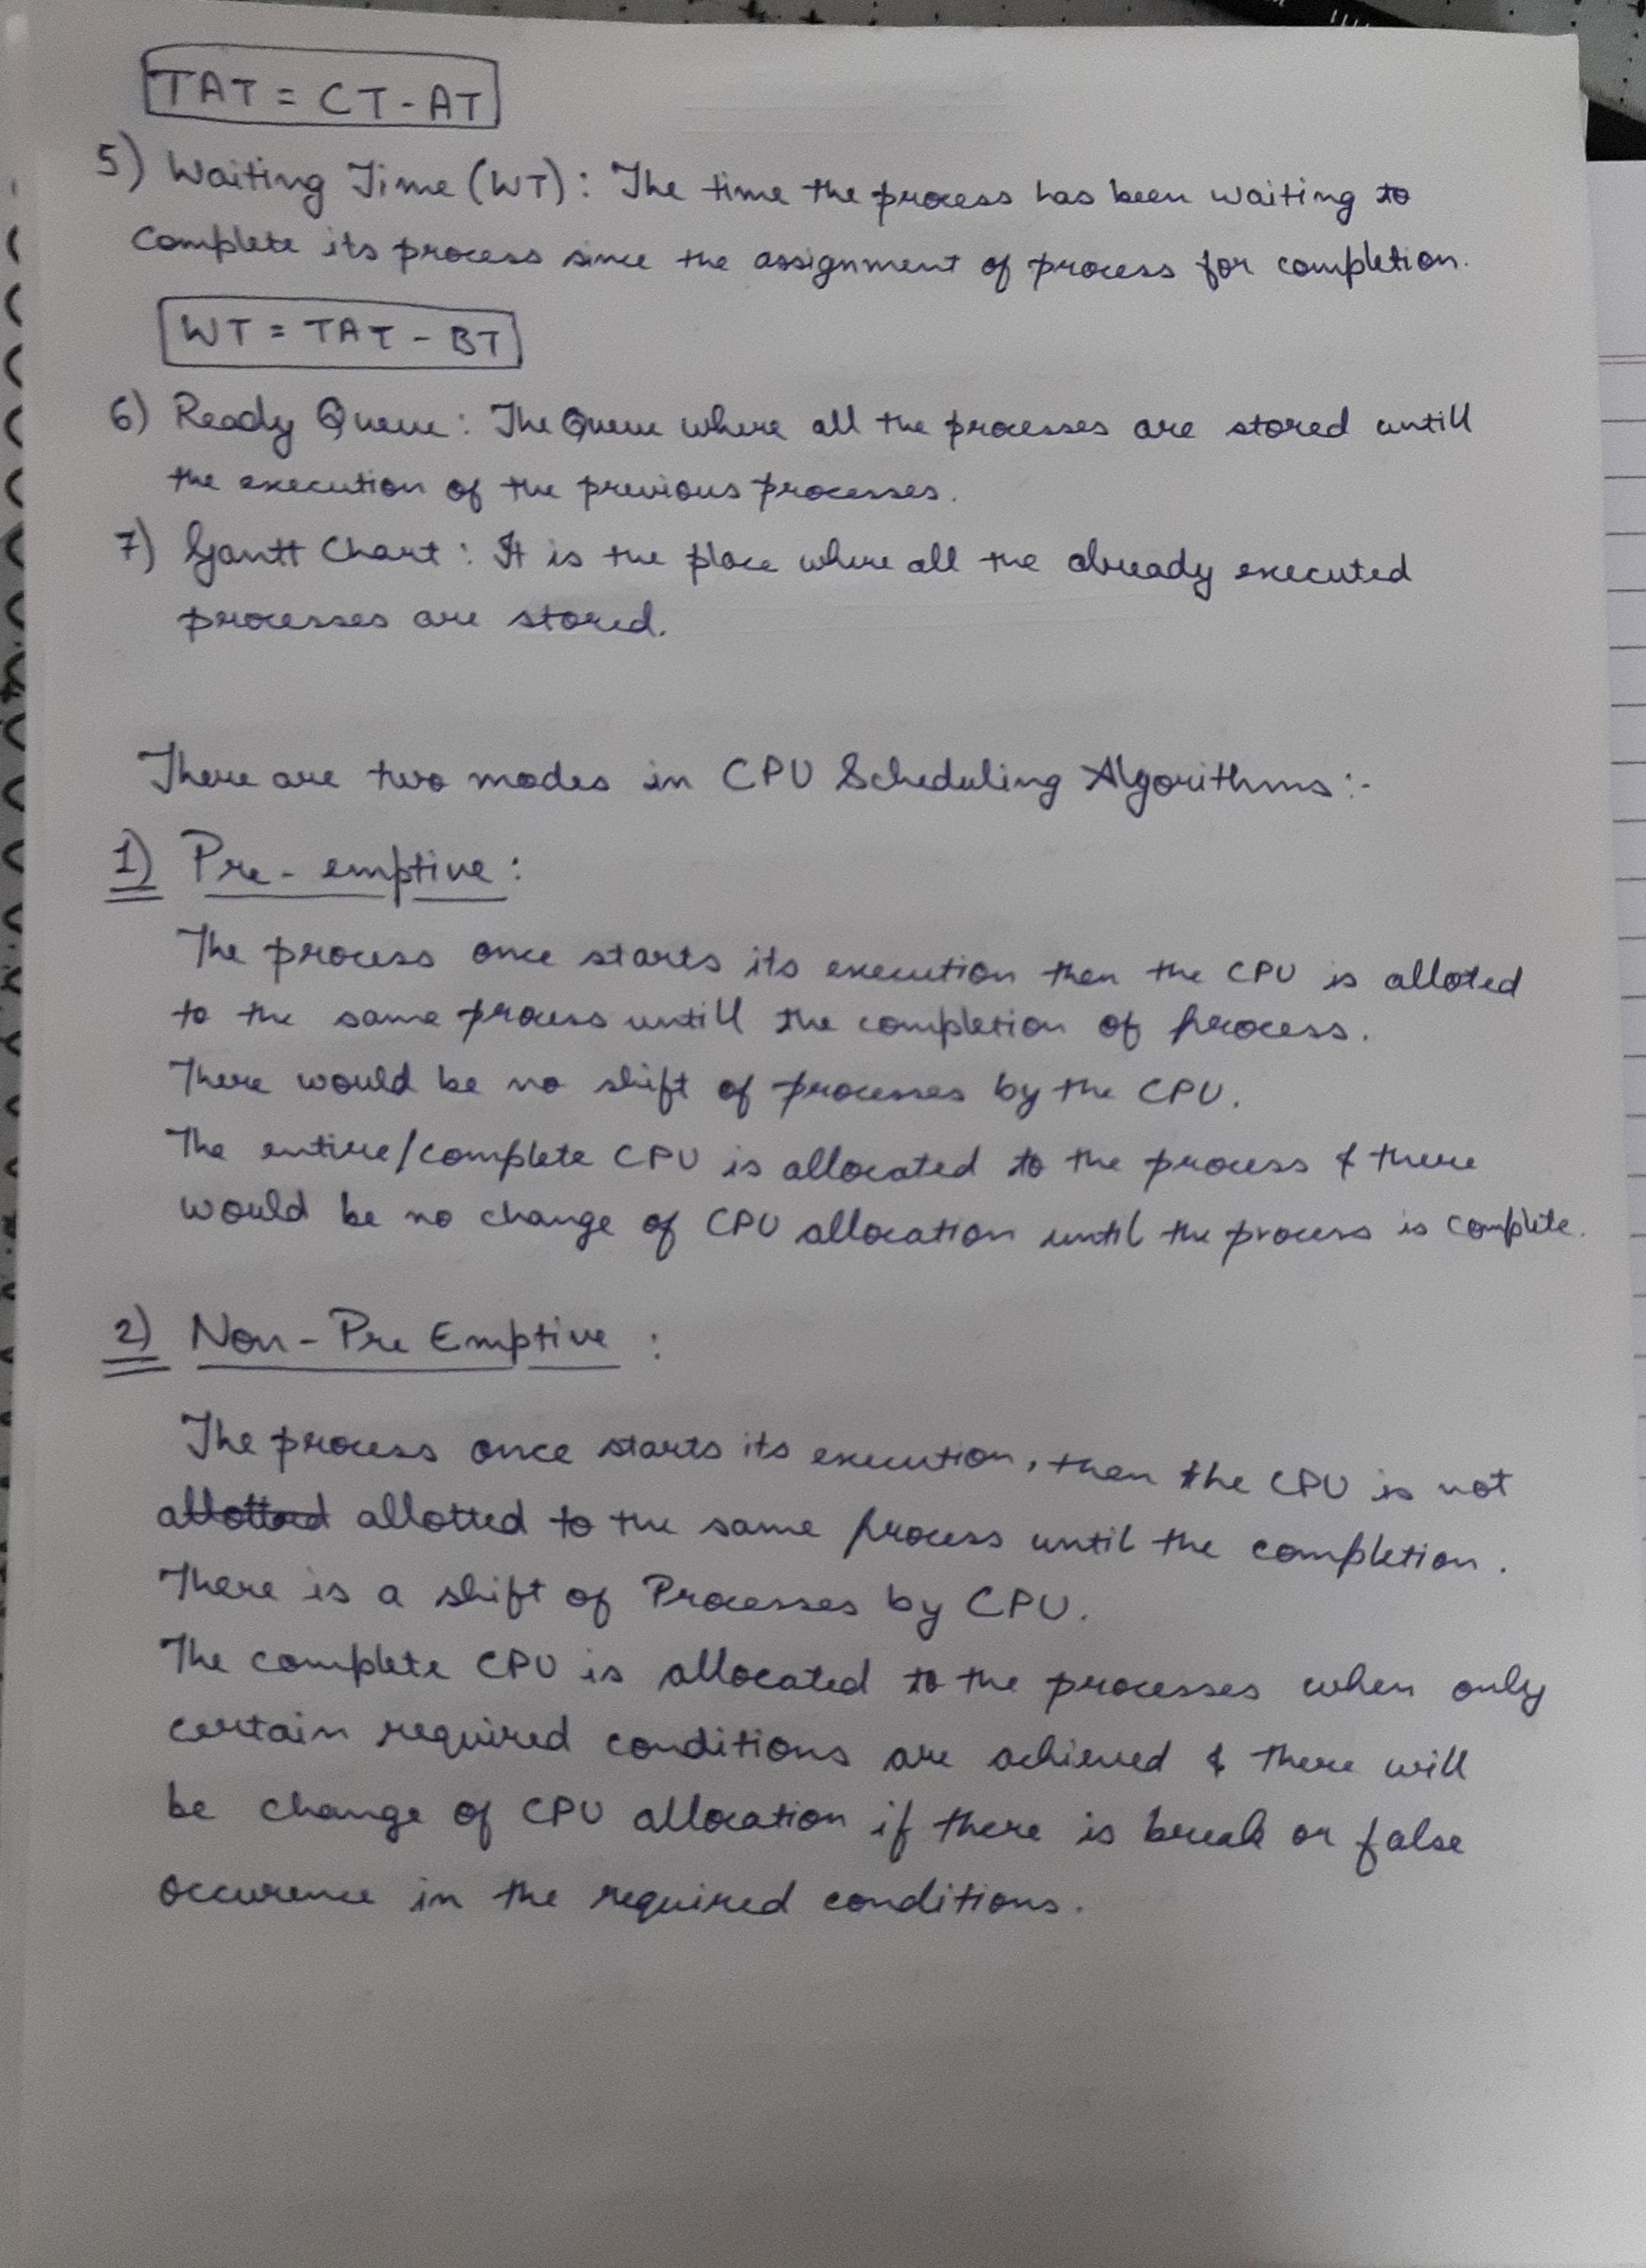 TAT = CT - AT
5) Waiting Time (WT) : The time the process has been waiting to
complete its process since the assignment of process for completion.
WT = TAT - BT
6) Ready Queue : The Queue where all the processes are stored untill
the execution of the previous processes.
7) Gantt Chart : It is the place where all the already executed
processes are stored.
There are two modes in CPU Scheduling Algorithms :-
1) Pre - emptive :
The process once starts its execution then the CPU is alloted
to the same process untill the completion of process.
There would be no shift of processes by the CPU.
The entire/complete CPU is allocated to the process & there
would be no change of CPU allocation until the process is complete.
2) Non - Pre Emptive :
The process once starts its execution, then the CPU is not
allotted to the same process until the completion.
There is a shift of Processes by CPU.
The complete CPU is allocated to the processes when only
certain required conditions are achieved & there will
be change of CPU allocation if there is break or false
occurence in the required conditions.